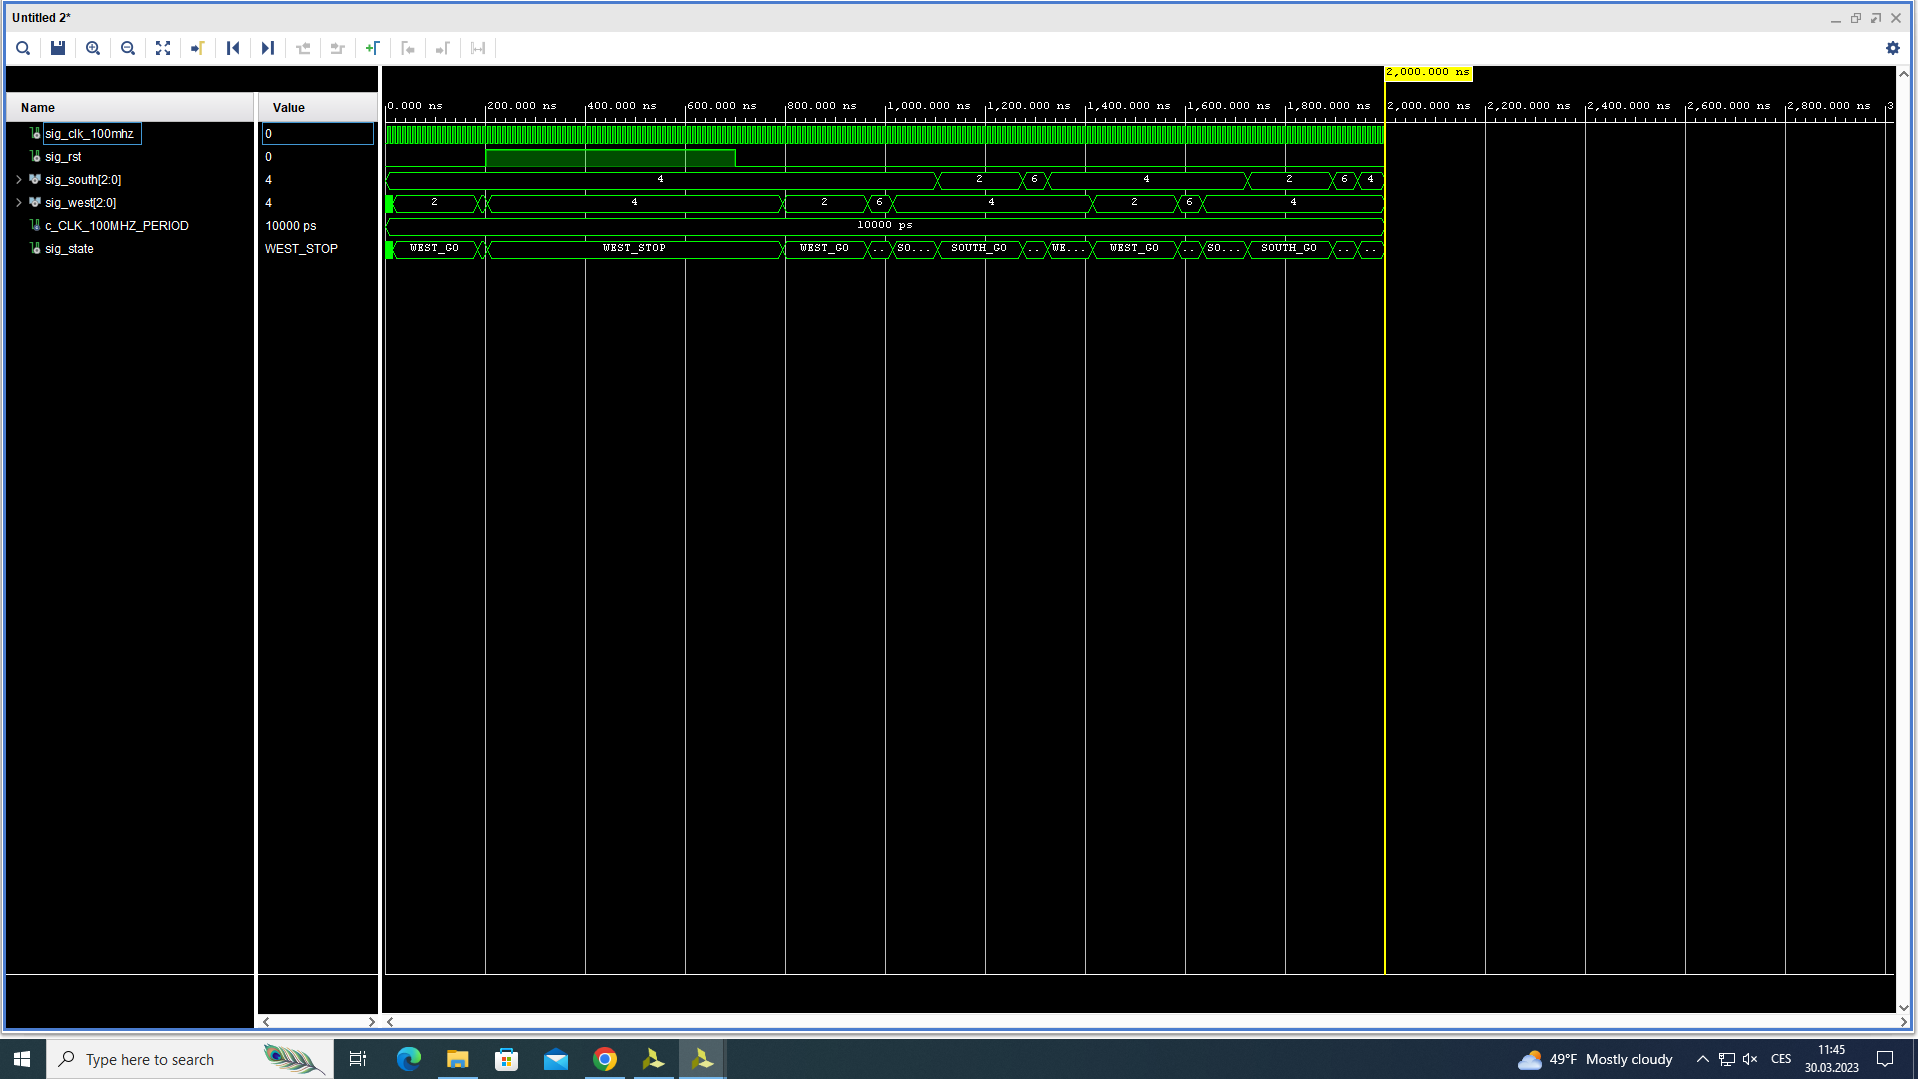 Untitled 2*
2,000.000 ns
Name Value
0.000 ns 200.000 ns 400.000 ns 600.000 ns 800.000 ns 1,000.000 ns 1,200.000 ns 1,400.000 ns 1,600.000 ns 1,800.000 ns 2,000.000 ns 2,200.000 ns 2,400.000 ns 2,600.000 ns 2,800.000 ns 3
sig_clk_100mhz 0
sig_rst 0
sig_south[2:0] 4 4 2 6 4 2 6 4
sig_west[2:0] 4 2 4 2 6 4 2 6 4
c_CLK_100MHZ_PERIOD 10000 ps 10000 ps
sig_state WEST_STOP WEST_GO WEST_STOP WEST_GO .. SO... SOUTH_GO .. WE... WEST_GO .. SO... SOUTH_GO .. ..
Type here to search
49°F Mostly cloudy
CES
11:45
30.03.2023